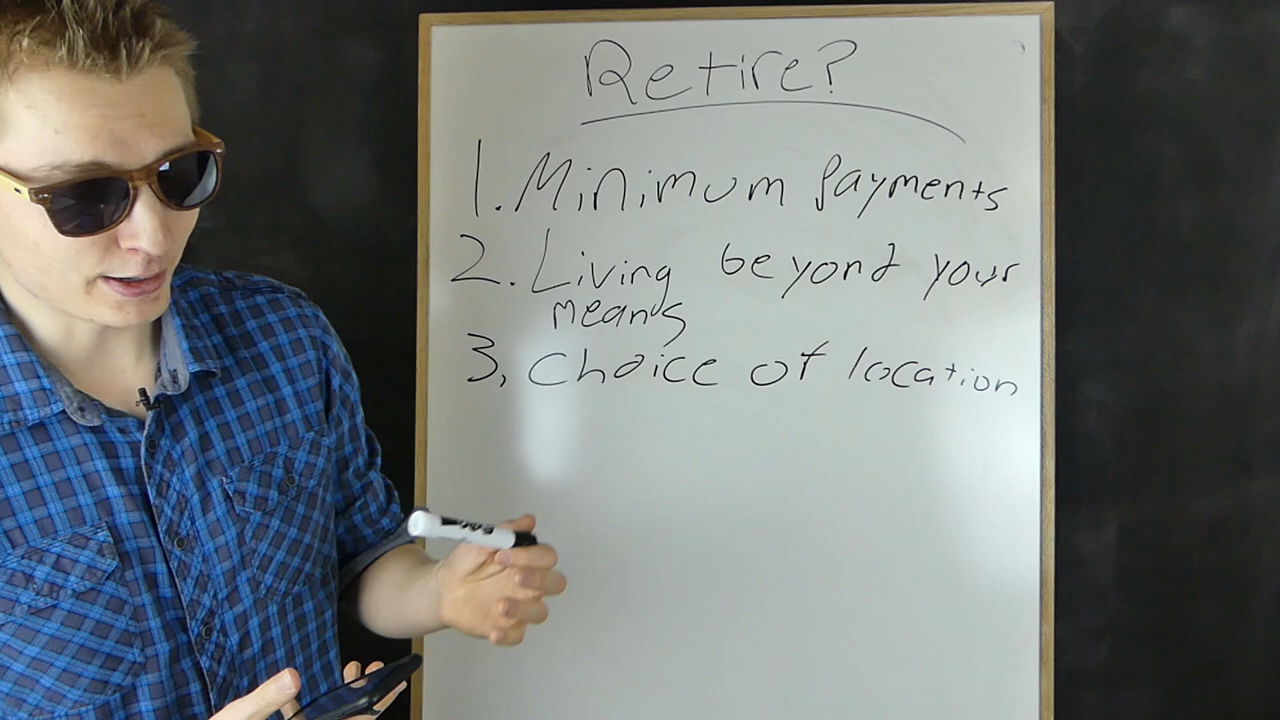 Retire?
1. Minimum Payments
2. Living beyond your
means
3, Choice of location